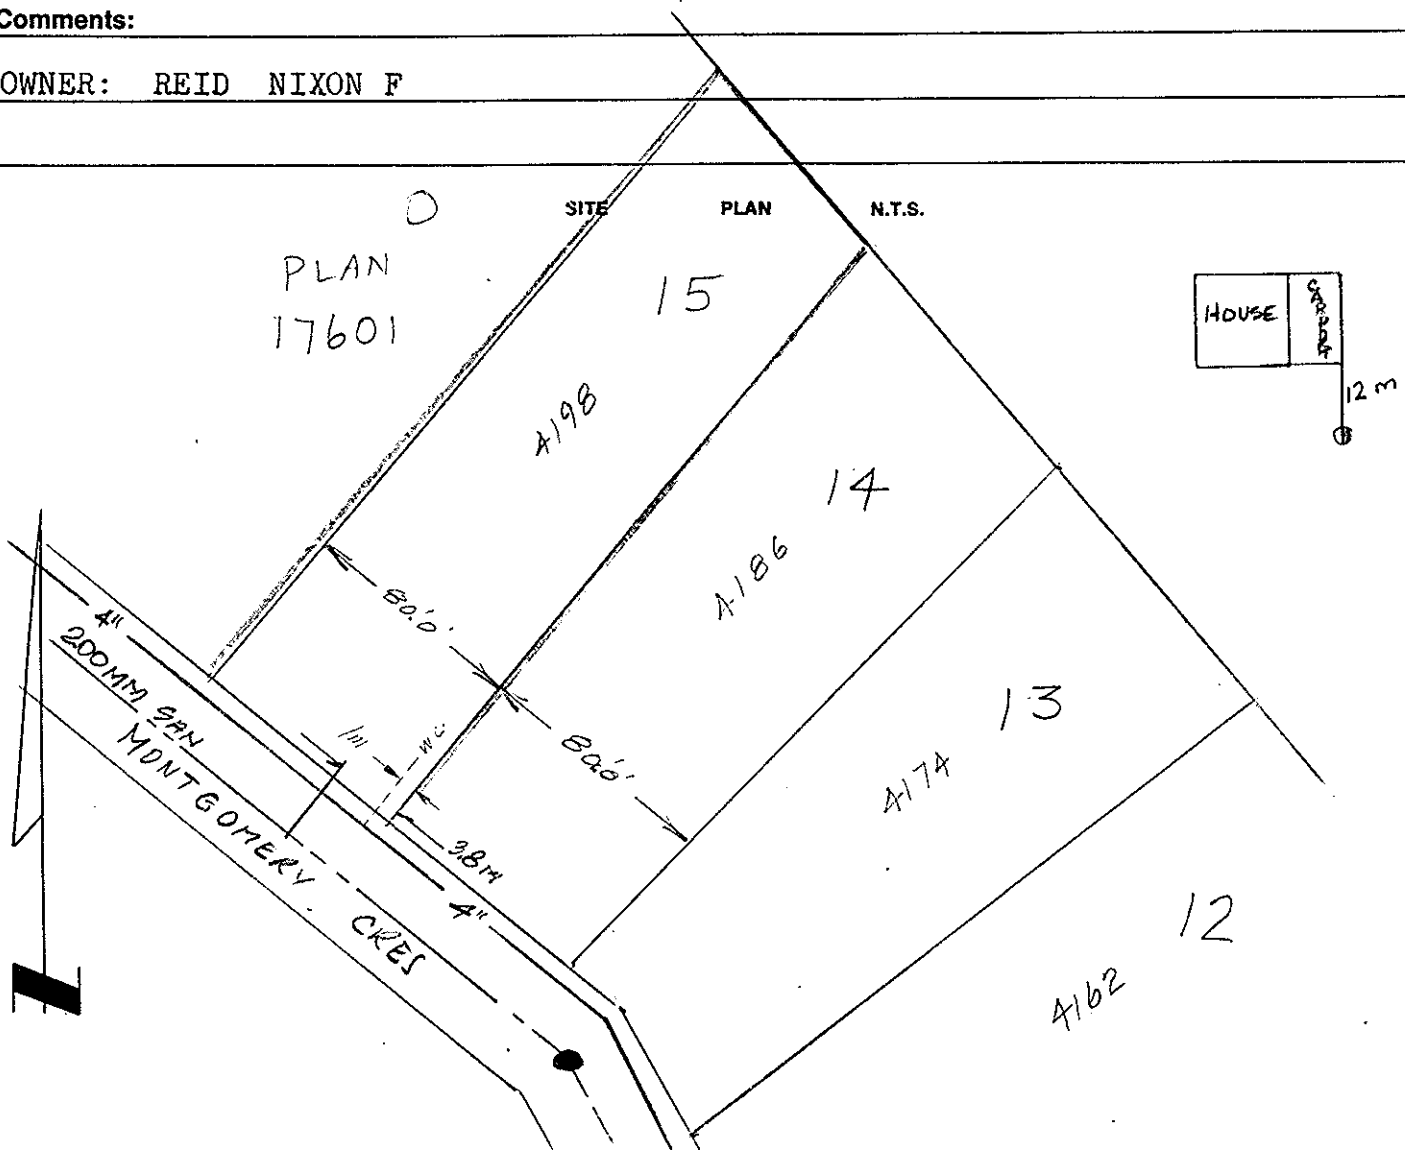 Comments:
OWNER: REID NIXON F
SITE PLAN N.T.S.
PLAN
17601
15
4198
HOUSE
CARPORT
12 m
14
4186
80.0'
80.0'
4"
200MM SAN
MONTGOMERY CRES
1m
W.C.
3.8M
4"
13
4174
12
4162